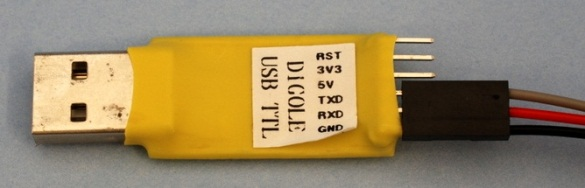 DIGOLE
USB TTL
RST
3V3
5V
TXD
RXD
GND